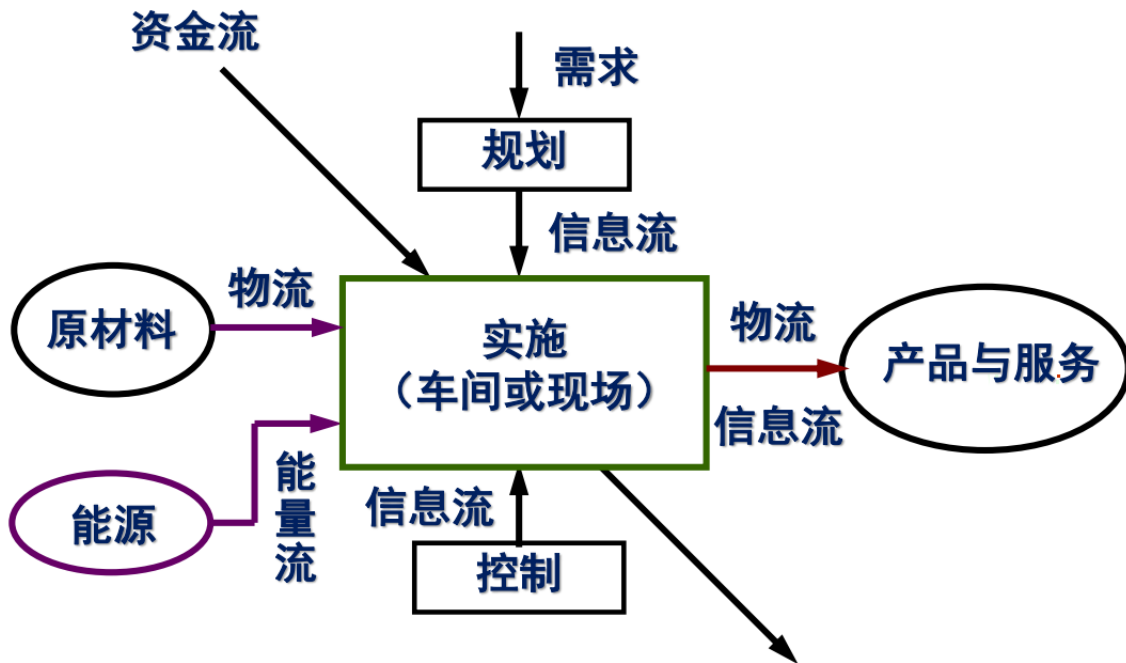 资金流
需求
规划
信息流
物流
原材料
实施
（车间或现场）
物流
产品与服务
信息流
能源
能量流
信息流
控制